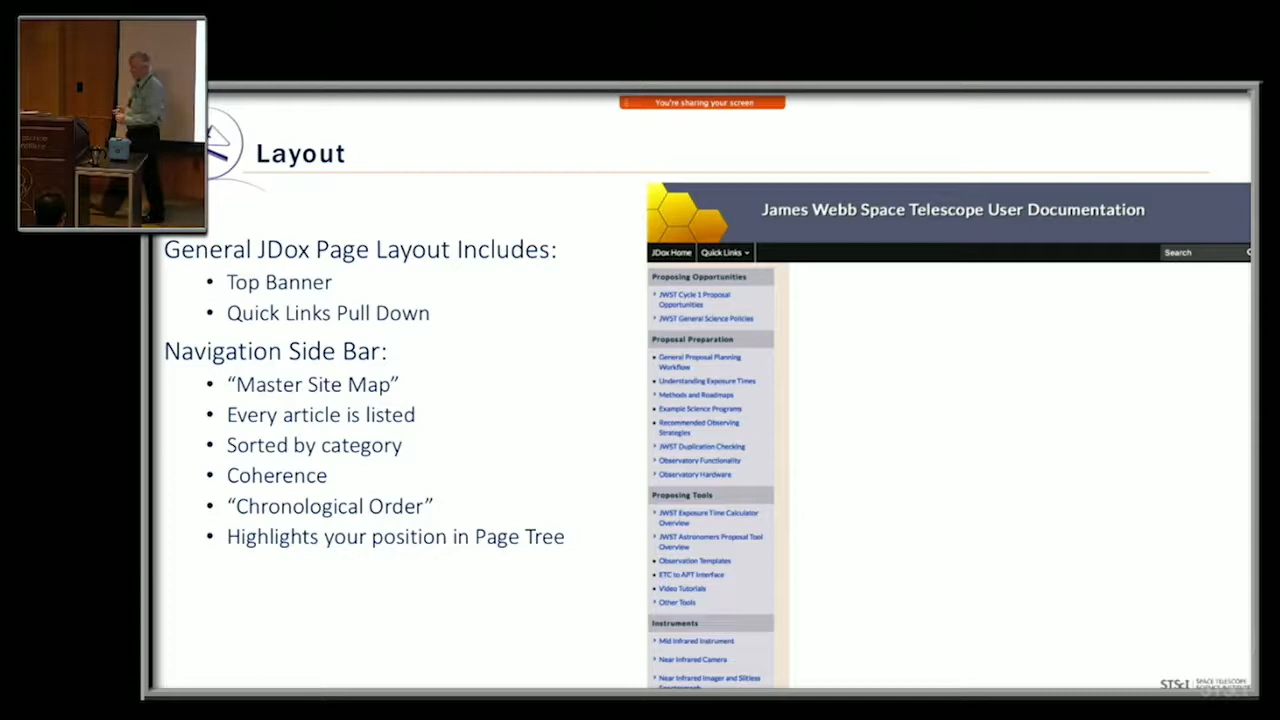 You're sharing your screen
Layout
General JDox Page Layout Includes:
• Top Banner
• Quick Links Pull Down
Navigation Side Bar:
• “Master Site Map”
• Every article is listed
• Sorted by category
• Coherence
• “Chronological Order”
• Highlights your position in Page Tree
James Webb Space Telescope User Documentation
JDox Home
Quick Links
Search
Proposing Opportunities
JWST Cycle 1 Proposal
Opportunities
JWST General Science Policies
Proposal Preparation
General Proposal Planning
Workflow
Understanding Exposure Times
Methods and Roadmaps
Example Science Programs
Recommended Observing
Strategies
JWST Duplication Checking
Observatory Functionality
Observatory Hardware
Proposing Tools
JWST Exposure Time Calculator
Overview
JWST Astronomers Proposal Tool
Overview
Observation Templates
ETC to APT Interface
Video Tutorials
Other Tools
Instruments
Mid Infrared Instrument
Near Infrared Camera
Near Infrared Imager and Slitless
STScI
SPACE TELESCOPE
SCIENCE INSTITUTE